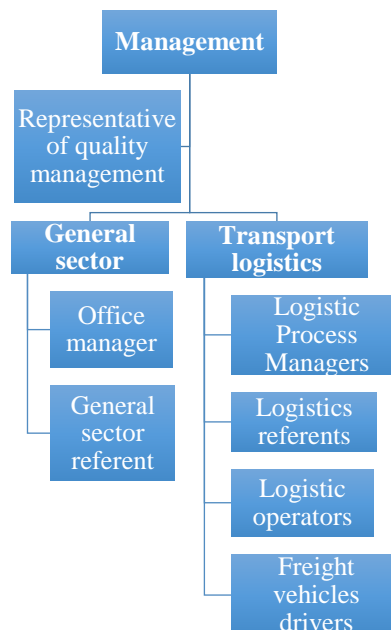 Management
Representative
of quality
management
General
sector
Office
manager
General
sector
referent
Transport
logistics
Logistic
Process
Managers
Logistics
referents
Logistic
operators
Freight
vehicles
drivers